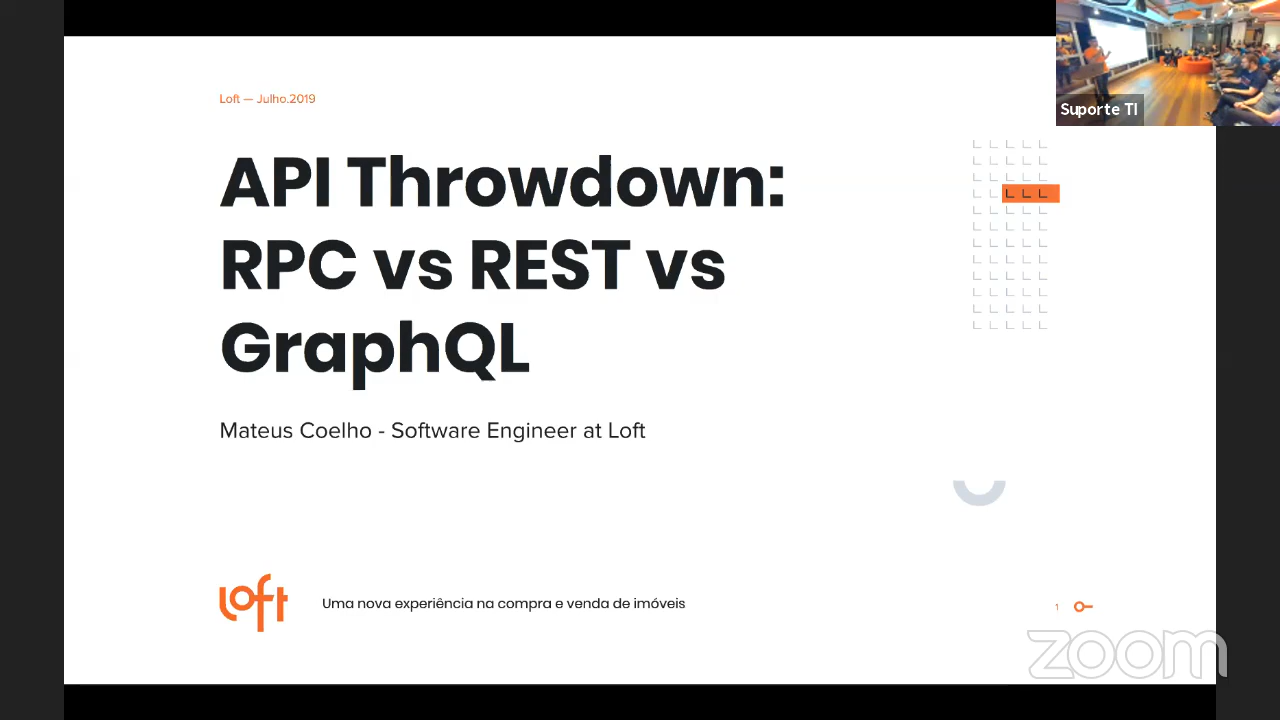 Loft — Julho.2019
Suporte TI
API Throwdown:
RPC vs REST vs
GraphQL
Mateus Coelho - Software Engineer at Loft
Loft
Uma nova experiência na compra e venda de imóveis
1
zoom